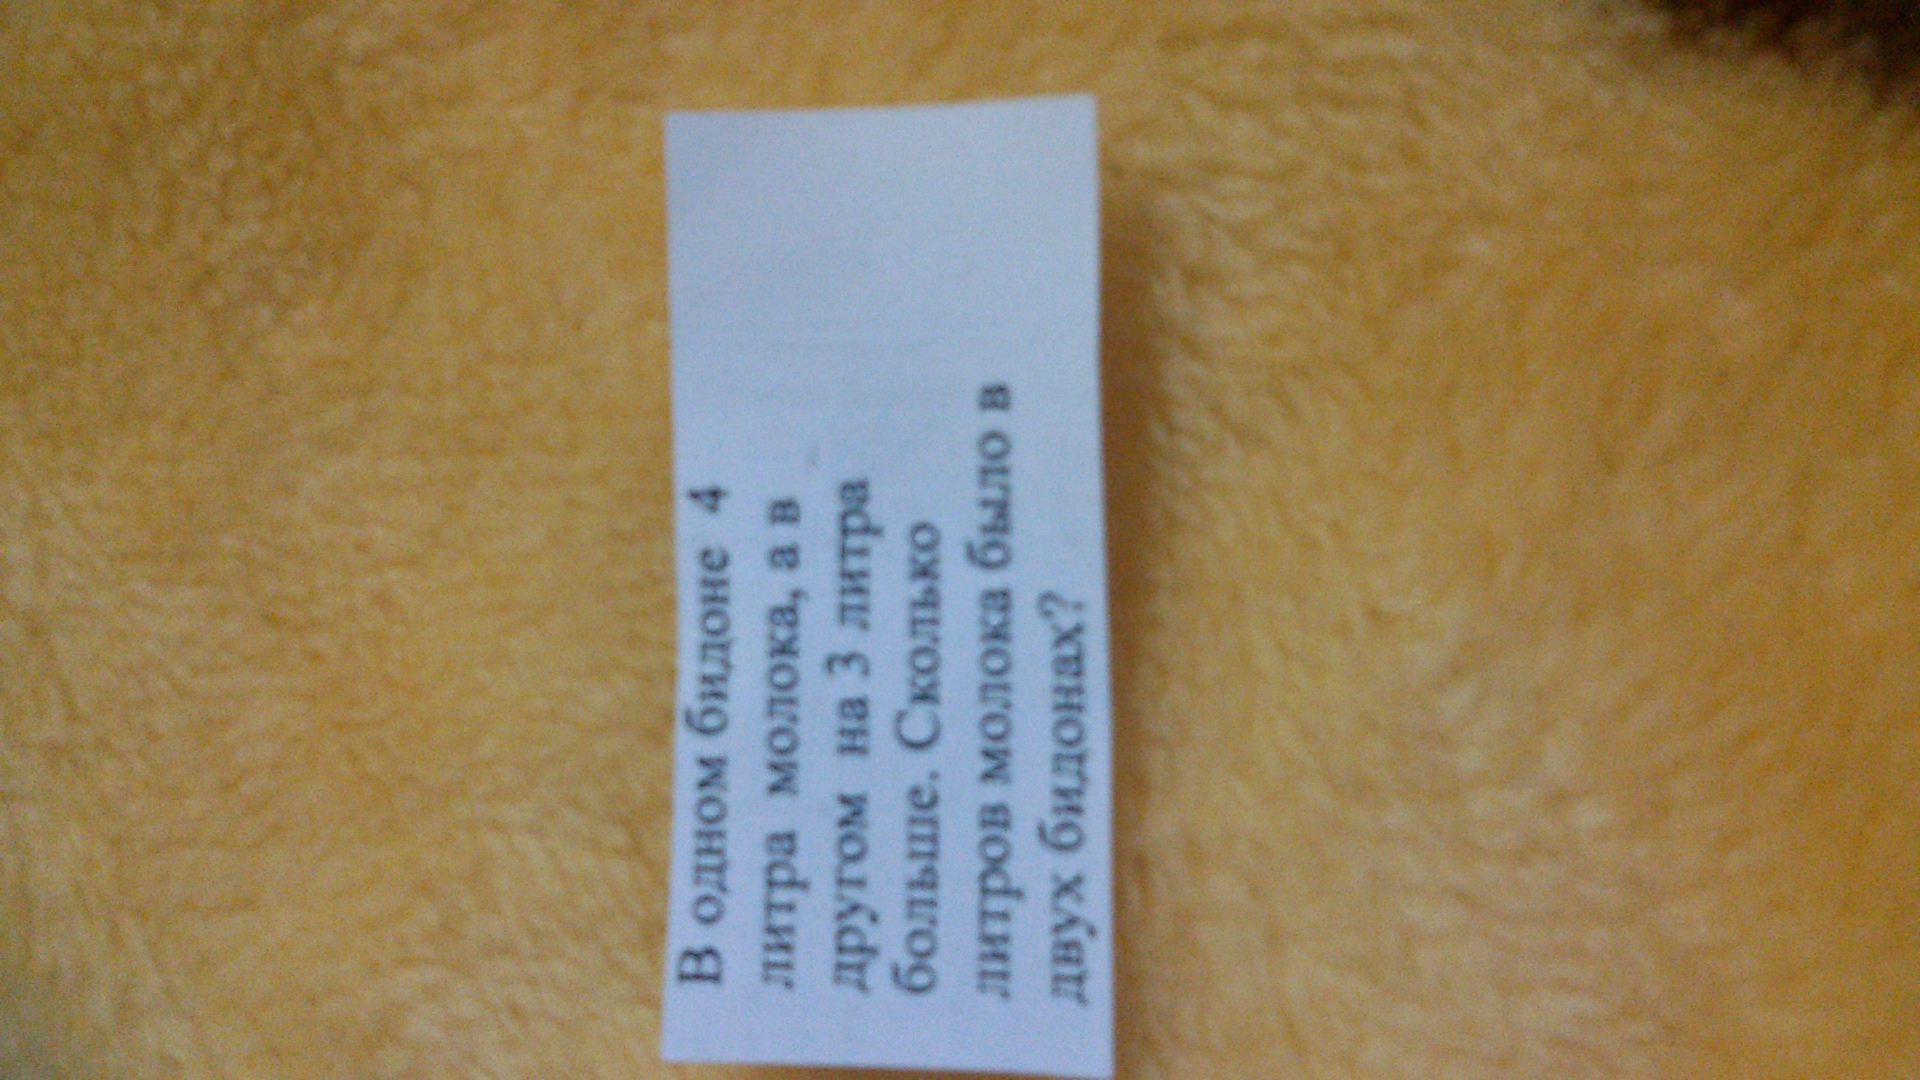 В одном бидоне 4
литра молока, а в
другом на 3 литра
больше. Сколько
литров молока было в
двух бидонах?